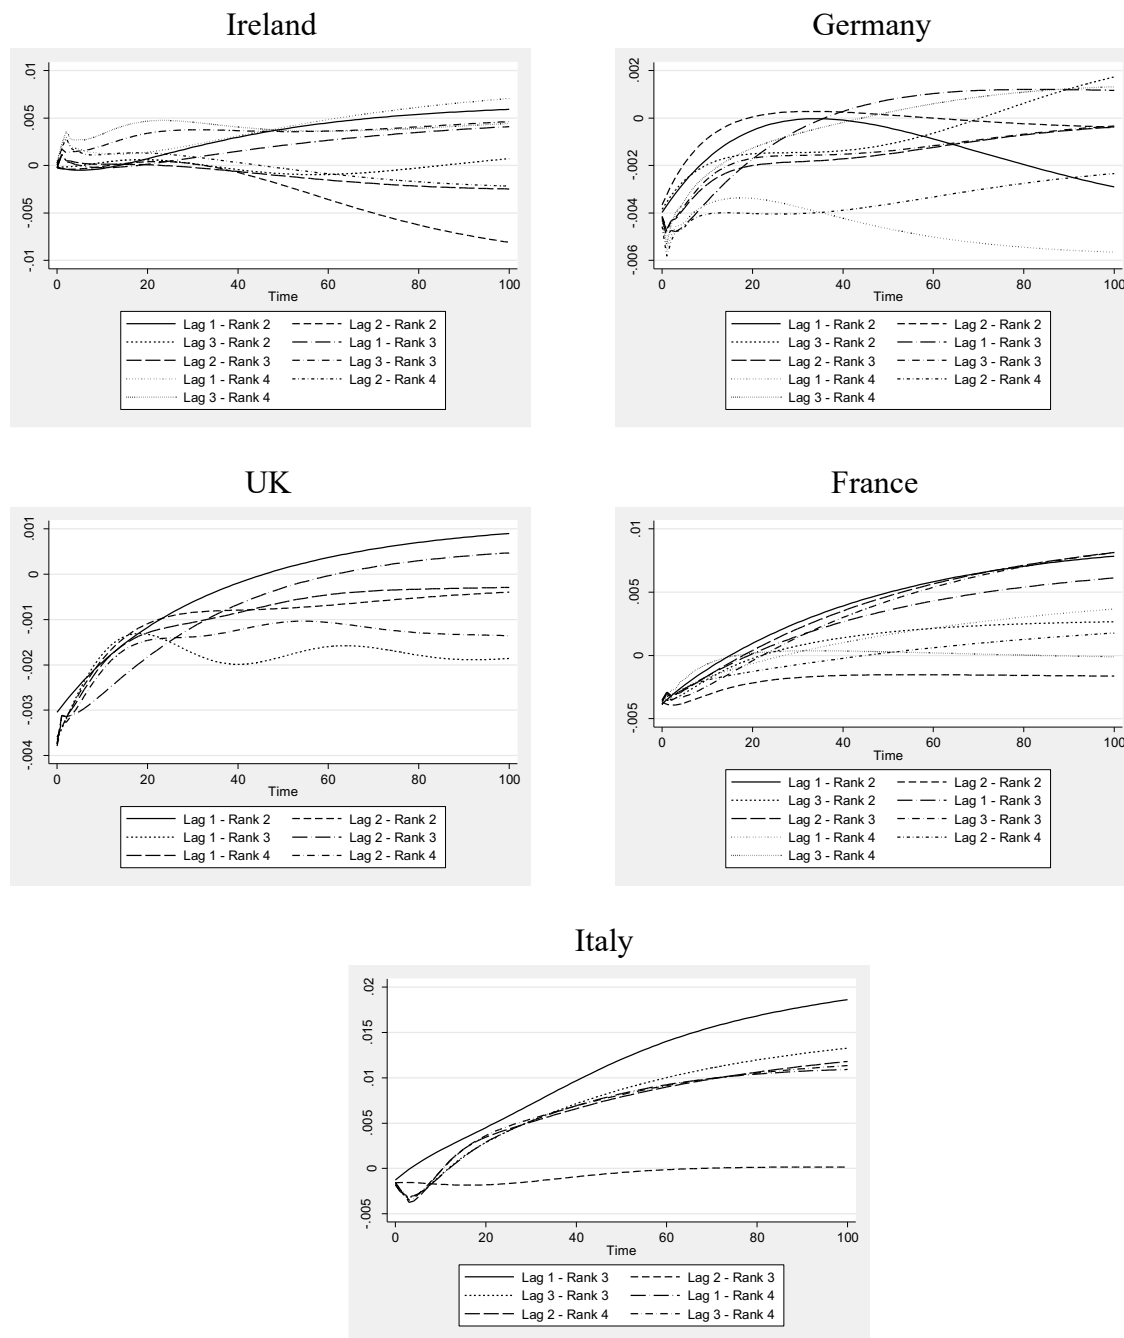 Ireland
.01
.005
0
-.005
-.01
0 20 40 60 80 100
Time
Lag 1 - Rank 2 Lag 2 - Rank 2
Lag 3 - Rank 2 Lag 1 - Rank 3
Lag 2 - Rank 3 Lag 3 - Rank 3
Lag 1 - Rank 4 Lag 2 - Rank 4
Lag 3 - Rank 4
Germany
.002
0
-.002
-.004
-.006
0 20 40 60 80 100
Time
Lag 1 - Rank 2 Lag 2 - Rank 2
Lag 3 - Rank 2 Lag 1 - Rank 3
Lag 2 - Rank 3 Lag 3 - Rank 3
Lag 1 - Rank 4 Lag 2 - Rank 4
Lag 3 - Rank 4
UK
.001
0
-.001
-.002
-.003
-.004
0 20 40 60 80 100
Time
Lag 1 - Rank 2 Lag 2 - Rank 2
Lag 1 - Rank 3 Lag 2 - Rank 3
Lag 1 - Rank 4 Lag 2 - Rank 4
France
.01
.005
0
-.005
0 20 40 60 80 100
Time
Lag 1 - Rank 2 Lag 2 - Rank 2
Lag 3 - Rank 2 Lag 1 - Rank 3
Lag 2 - Rank 3 Lag 3 - Rank 3
Lag 1 - Rank 4 Lag 2 - Rank 4
Lag 3 - Rank 4
Italy
.02
.015
.01
.005
0
-.005
0 20 40 60 80 100
Time
Lag 1 - Rank 3 Lag 2 - Rank 3
Lag 3 - Rank 3 Lag 1 - Rank 4
Lag 2 - Rank 4 Lag 3 - Rank 4